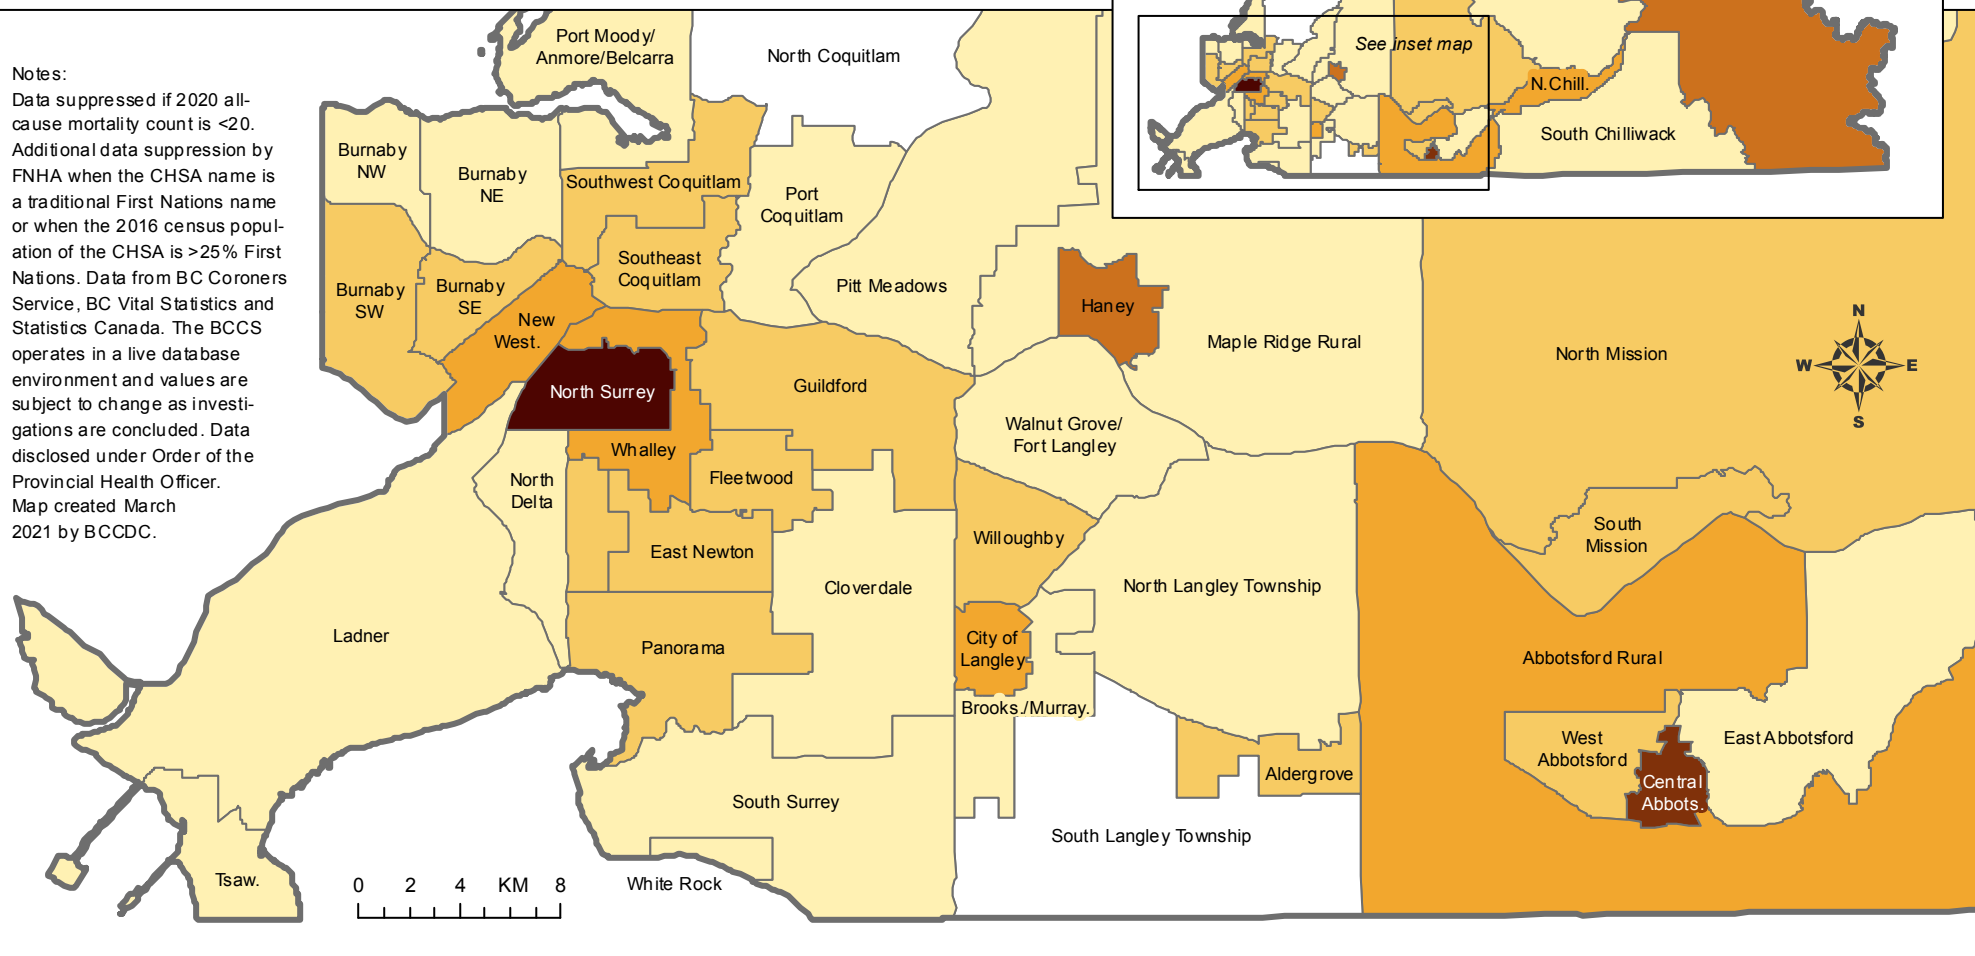 Notes:
Data suppressed if 2020 all-
cause mortality count is <20.
Additional data suppression by
FNHA when the CHSA name is
a traditional First Nations name
or when the 2016 census popul-
ation of the CHSA is >25% First
Nations. Data from BC Coroners
Service, BC Vital Statistics and
Statistics Canada. The BCCS
operates in a live database
environment and values are
subject to change as investi-
gations are concluded. Data
disclosed under Order of the
Provincial Health Officer.
Map created March
2021 by BCCDC.
Port Moody/
Anmore/Belcarra
North Coquitlam
See inset map
N.Chill.
South Chilliwack
Burnaby
NW
Burnaby
NE
Southwest Coquitlam
Port
Coquitlam
Southeast
Coquitlam
Pitt Meadows
Burnaby
SW
Burnaby
SE
New
West.
Haney
Maple Ridge Rural
North Mission
N
W
E
S
North Surrey
Guildford
Walnut Grove/
Fort Langley
Whalley
Fleetwood
North
Delta
East Newton
Willoughby
South
Mission
Cloverdale
North Langley Township
Ladner
Panorama
City of
Langley
Abbotsford Rural
Brooks./Murray.
West
Abbotsford
East Abbotsford
Central
Abbots.
Aldergrove
South Surrey
South Langley Township
Tsaw.
White Rock
0 2 4 KM 8